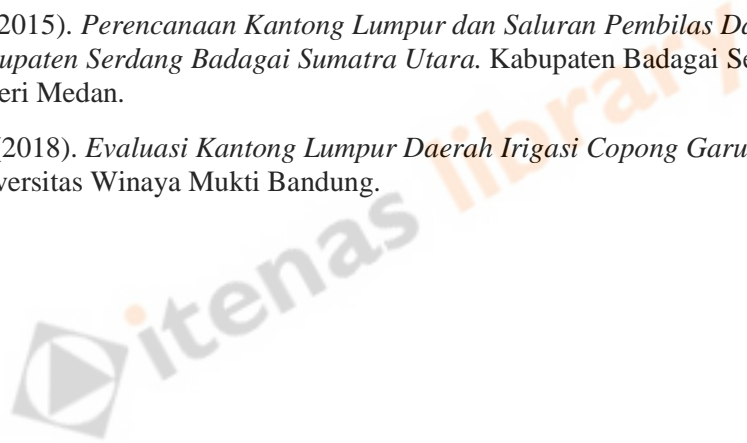 2015). Perencanaan Kantong Lumpur dan Saluran Pembilas Da
upaten Serdang Badagai Sumatra Utara. Kabupaten Badagai Se
eri Medan.
(2018). Evaluasi Kantong Lumpur Daerah Irigasi Copong Garu
versitas Winaya Mukti Bandung.
itenas library